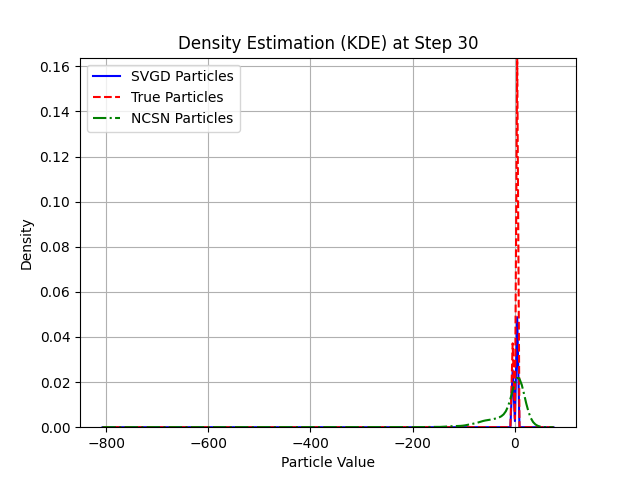 Density Estimation (KDE) at Step 30
SVGD Particles
True Particles
NCSN Particles
0.16
0.14
0.12
0.10
0.08
0.06
0.04
0.02
0.00
Density
−800
−600
−400
−200
0
Particle Value